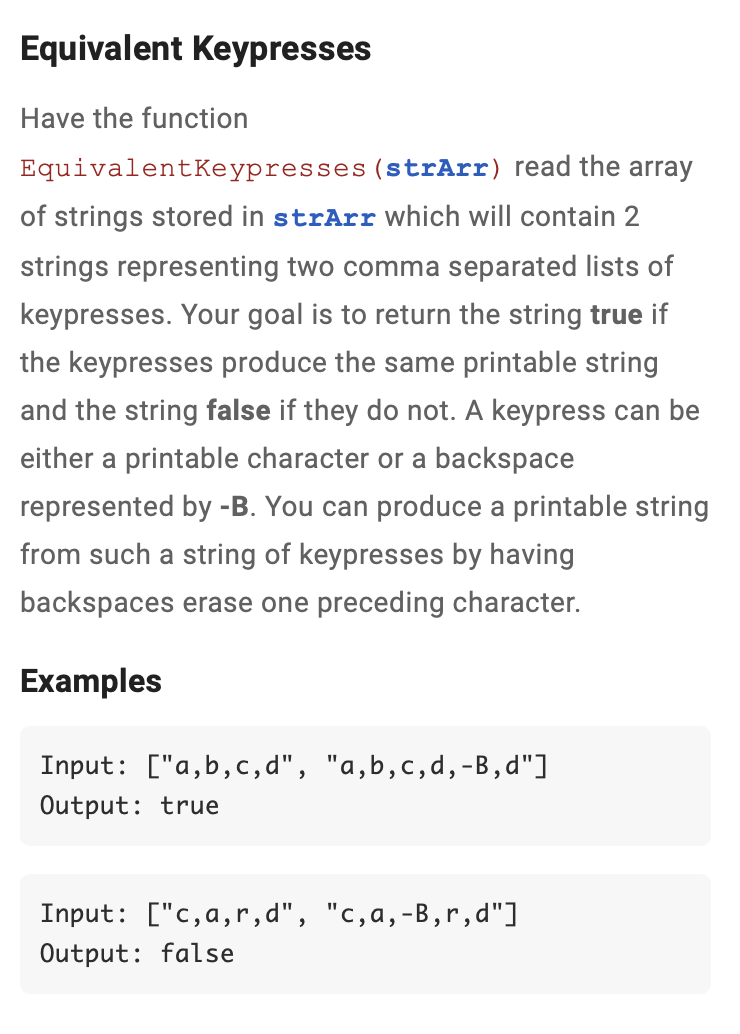 Equivalent Keypresses
Have the function
EquivalentKeypresses(strArr) read the array
of strings stored in strArr which will contain 2
strings representing two comma separated lists of
keypresses. Your goal is to return the string true if
the keypresses produce the same printable string
and the string false if they do not. A keypress can be
either a printable character or a backspace
represented by -B. You can produce a printable string
from such a string of keypresses by having
backspaces erase one preceding character.
Examples
Input: ["a,b,c,d", "a,b,c,d,-B,d"]
Output: true
Input: ["c,a,r,d", "c,a,-B,r,d"]
Output: false